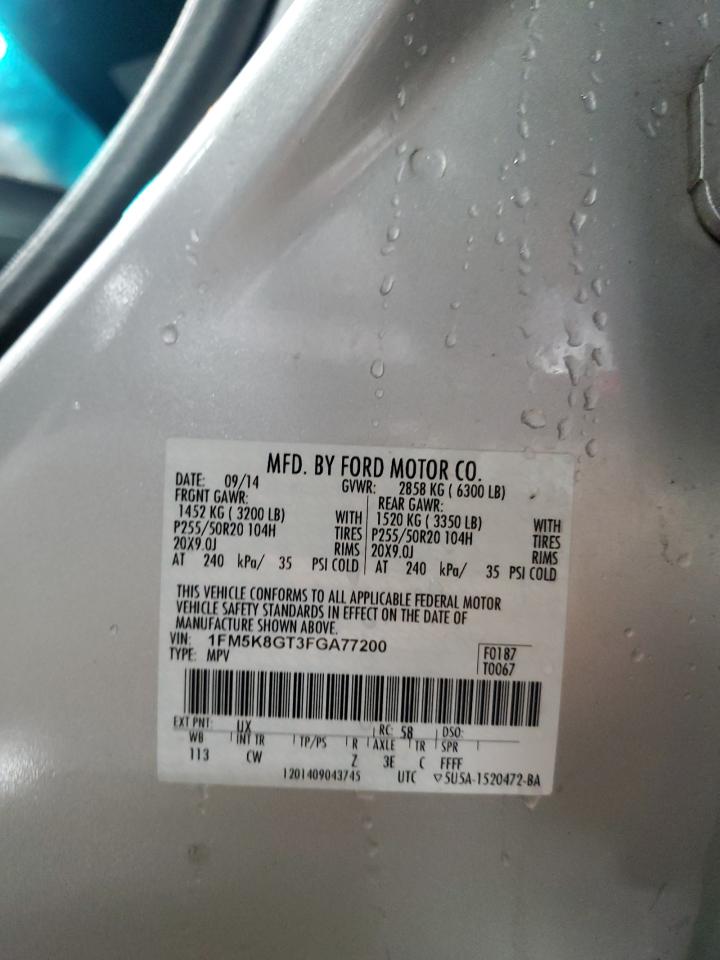 MFD. BY FORD MOTOR CO.
DATE: 09/14 GVWR: 2858 KG ( 6300 LB)
FRONT GAWR: REAR GAWR:
1452 KG ( 3200 LB) WITH 1520 KG ( 3350 LB) WITH
P255/50R20 104H TIRES P255/50R20 104H TIRES
20X9.0J RIMS 20X9.0J RIMS
AT 240 kPa/ 35 PSI COLD AT 240 kPa/ 35 PSI COLD
THIS VEHICLE CONFORMS TO ALL APPLICABLE FEDERAL MOTOR
VEHICLE SAFETY STANDARDS IN EFFECT ON THE DATE OF
MANUFACTURE SHOWN ABOVE.
VIN: 1FM5K8GT3FGA77200 F0187
TYPE: MPV T0067
EXT PNT: UX RC: 58 DSO:
WB INT TR TP/PS R AXLE TR SPR
113 CW Z 3E C FFFF
1201409043745 UTC ▽5U5A-1520472-BA